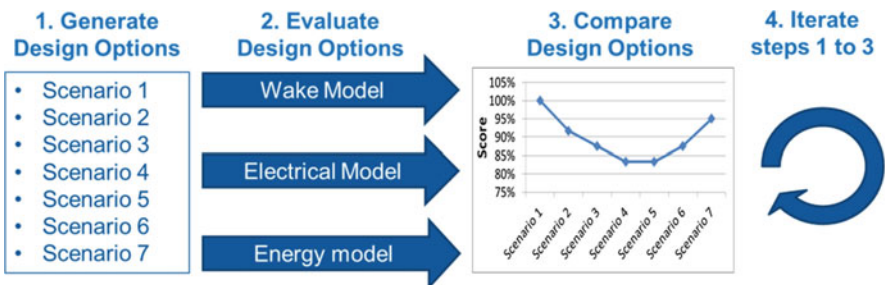 1. Generate
Design Options
• Scenario 1
• Scenario 2
• Scenario 3
• Scenario 4
• Scenario 5
• Scenario 6
• Scenario 7
2. Evaluate
Design Options
Wake Model
Electrical Model
Energy model
3. Compare
Design Options
Score
105%
100%
95%
90%
85%
80%
75%
Scenario 1
Scenario 2
Scenario 3
Scenario 4
Scenario 5
Scenario 6
Scenario 7
4. Iterate
steps 1 to 3